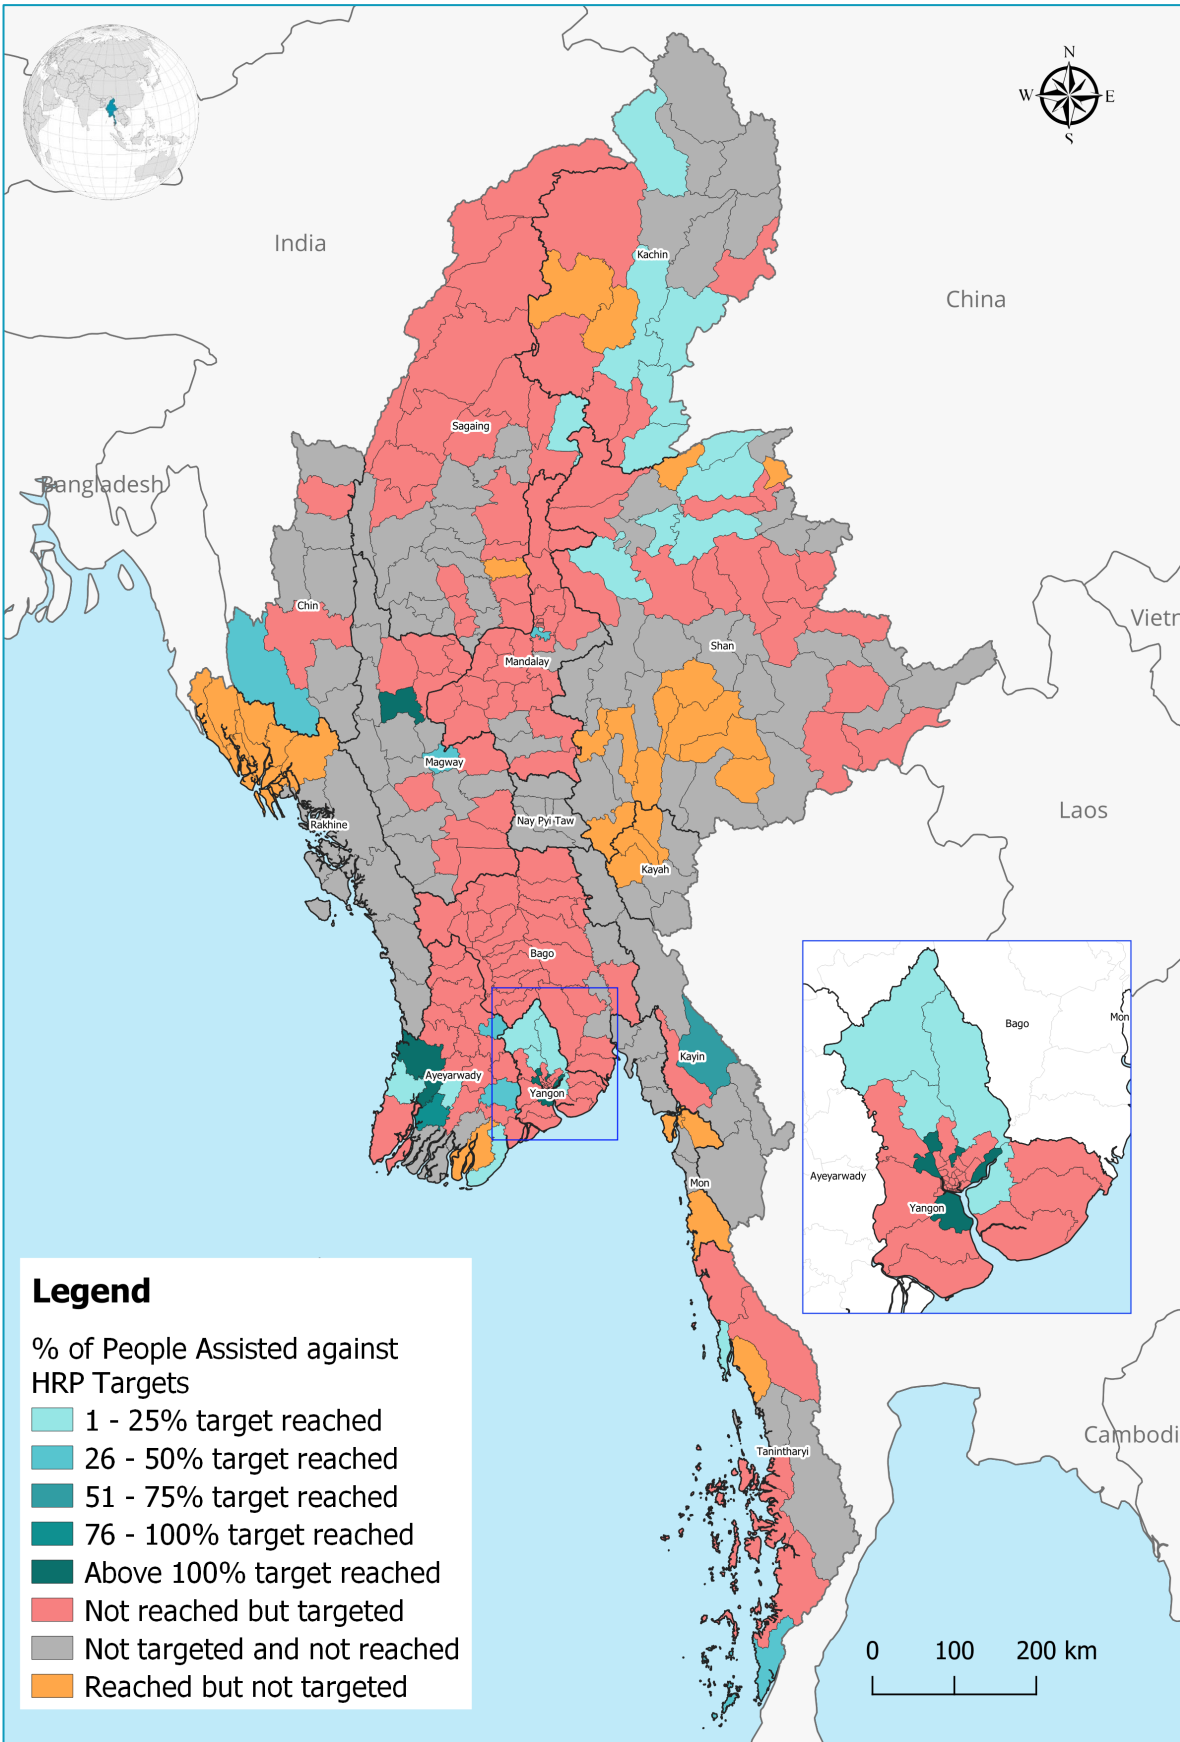 N
W E
S
India
Kachin
China
Sagaing
Bangladesh
Chin
Vietr
Shan
Mandalay
Magway
Laos
Nay Pyi Taw
Rakhine
Kayah
Bago
Bago
Mon
Kayin
Ayeyarwady
Yangon
Ayeyarwady
Mon
Yangon
Legend
% of People Assisted against
HRP Targets
1 - 25% target reached
26 - 50% target reached
51 - 75% target reached
76 - 100% target reached
Above 100% target reached
Not reached but targeted
Not targeted and not reached
Reached but not targeted
Cambodi
Tanintharyi
0 100 200 km